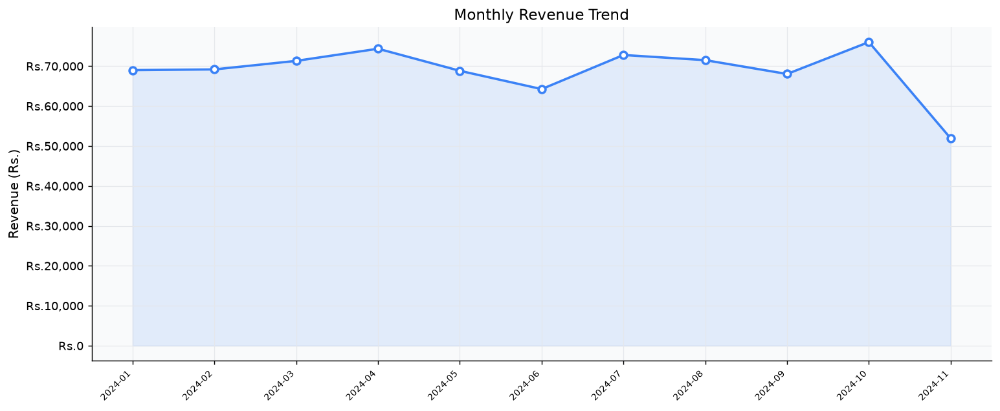 Monthly Revenue Trend
Revenue (Rs.)
Rs.70,000
Rs.60,000
Rs.50,000
Rs.40,000
Rs.30,000
Rs.20,000
Rs.10,000
Rs.0
2024-01
2024-02
2024-03
2024-04
2024-05
2024-06
2024-07
2024-08
2024-09
2024-10
2024-11